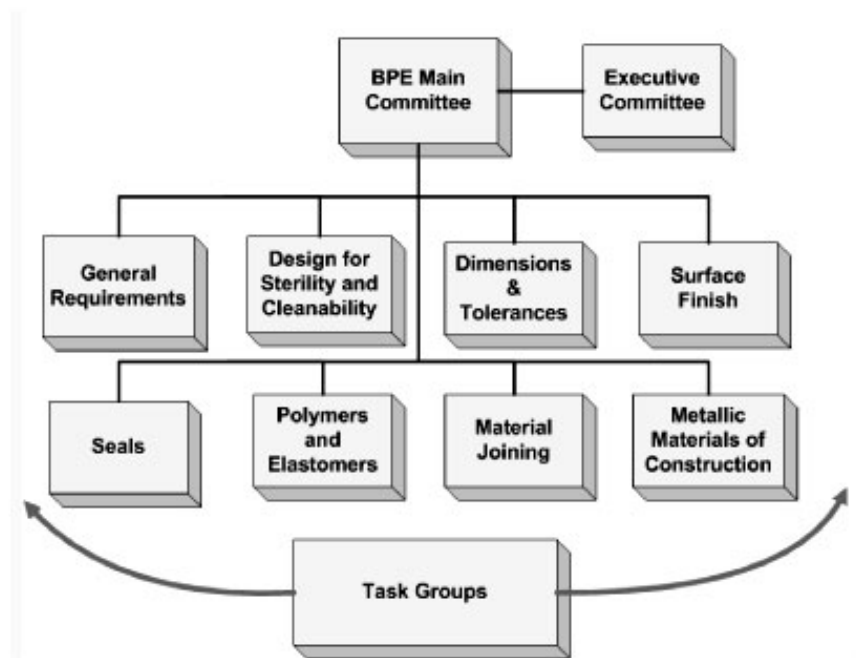 BPE Main
Committee
Executive
Committee
General
Requirements
Design for
Sterility and
Cleanability
Dimensions
&
Tolerances
Surface
Finish
Seals
Polymers
and
Elastomers
Material
Joining
Metallic
Materials of
Construction
Task Groups